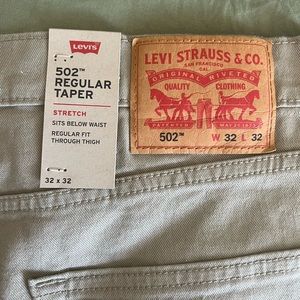 Levi's
502™ REGULAR
TAPER
STRETCH
SITS BELOW WAIST
REGULAR FIT
THROUGH THIGH
32 x 32
LEVI STRAUSS & CO.
SAN FRANCISCO
CAL.
ORIGINAL RIVETED
QUALITY CLOTHING
502™ W 32 L 32